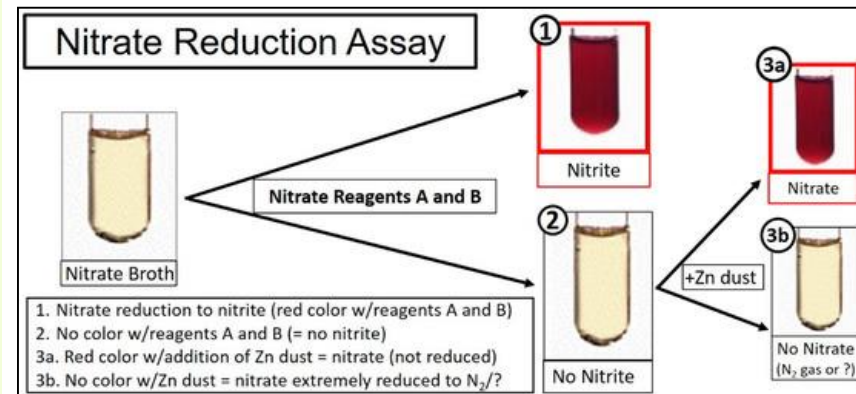 Nitrate Reduction Assay
1
Nitrite
3a
Nitrate
Nitrate Reagents A and B
Nitrate Broth
2
No Nitrite
+Zn dust
3b
No Nitrate
(N₂ gas or ?)
1. Nitrate reduction to nitrite (red color w/reagents A and B)
2. No color w/reagents A and B (= no nitrite)
3a. Red color w/addition of Zn dust = nitrate (not reduced)
3b. No color w/Zn dust = nitrate extremely reduced to N₂/?